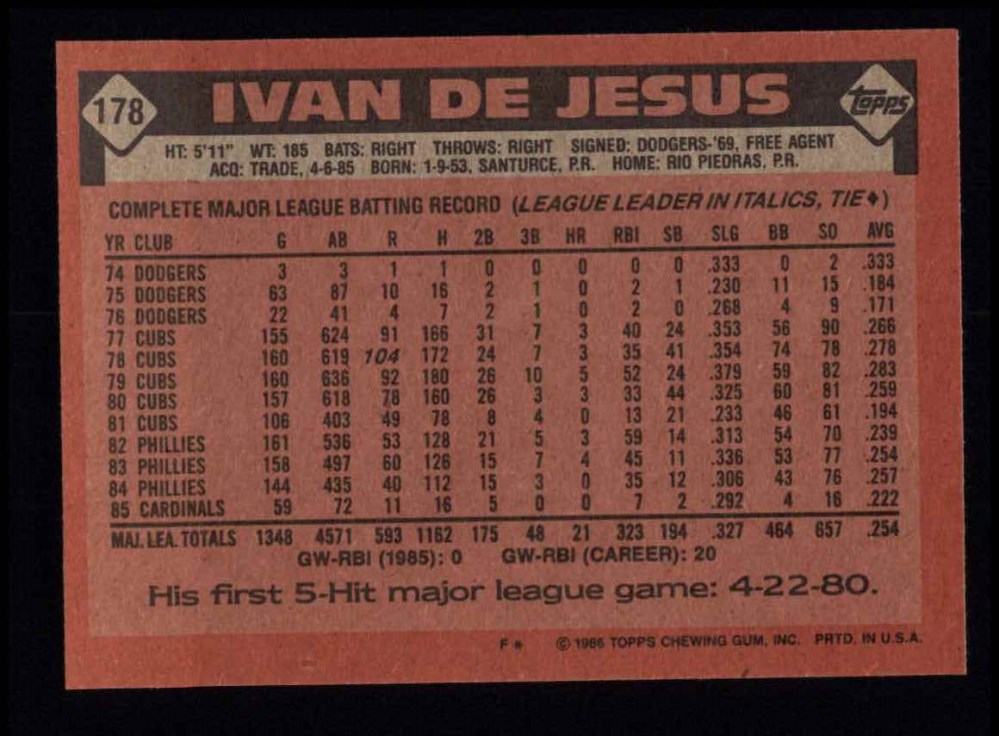 178 IVAN DE JESUS topps
HT: 5'11" WT: 185 BATS: RIGHT THROWS: RIGHT SIGNED: DODGERS-'69, FREE AGENT
ACQ: TRADE, 4-6-85 BORN: 1-9-53, SANTURCE, P.R. HOME: RIO PIEDRAS, P.R.
COMPLETE MAJOR LEAGUE BATTING RECORD (LEAGUE LEADER IN ITALICS, TIE♦)
YR CLUB G AB R H 2B 3B HR RBI SB SLG BB SO AVG
74 DODGERS 3 3 1 1 0 0 0 0 0 .333 0 2 .333
75 DODGERS 63 87 10 16 2 1 0 2 1 .230 11 15 .184
76 DODGERS 22 41 4 7 2 1 0 2 0 .268 4 9 .171
77 CUBS 155 624 91 166 31 7 3 40 24 .353 56 90 .266
78 CUBS 160 619 104 172 24 7 3 35 41 .354 74 78 .278
79 CUBS 160 636 92 180 26 10 5 52 24 .379 59 82 .283
80 CUBS 157 618 78 160 26 3 3 33 44 .325 60 81 .259
81 CUBS 106 403 49 78 8 4 0 13 21 .233 46 61 .194
82 PHILLIES 161 536 53 128 21 5 3 59 14 .313 54 70 .239
83 PHILLIES 158 497 60 126 15 7 4 45 11 .336 53 77 .254
84 PHILLIES 144 435 40 112 15 3 0 35 12 .306 43 76 .257
85 CARDINALS 59 72 11 16 5 0 0 7 2 .292 4 16 .222
MAJ. LEA. TOTALS 1348 4571 593 1162 175 48 21 323 194 .327 464 657 .254
GW-RBI (1985): 0 GW-RBI (CAREER): 20
His first 5-Hit major league game: 4-22-80.
F * © 1986 TOPPS CHEWING GUM, INC. PRTD. IN U.S.A.